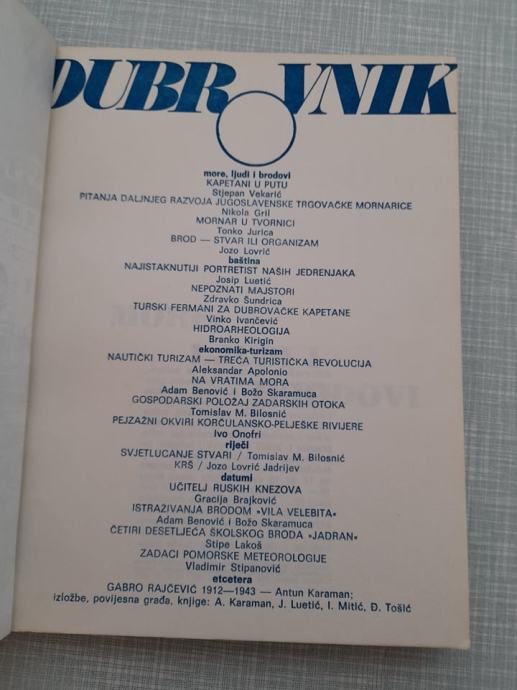 DUBROVNIK
more, ljudi i brodovi
KAPETANI U PUTU
Stjepan Vekarić
PITANJA DALJNJEG RAZVOJA JUGOSLAVENSKE TRGOVAČKE MORNARICE
Nikola Gril
MORNAR U TVORNICI
Tonko Jurica
BROD — STVAR ILI ORGANIZAM
Jozo Lovrić
baština
NAJISTAKNUTIJI PORTRETIST NAŠIH JEDRENJAKA
Josip Luetić
NEPOZNATI MAJSTORI
Zdravko Šundrica
TURSKI FERMANI ZA DUBROVAČKE KAPETANE
Vinko Ivančević
HIDROARHEOLOGIJA
Branko Kirigin
ekonomika-turizam
NAUTIČKI TURIZAM — TREĆA TURISTIČKA REVOLUCIJA
Aleksandar Apolonio
NA VRATIMA MORA
Adam Benović i Božo Skaramuca
GOSPODARSKI POLOŽAJ ZADARSKIH OTOKA
Tomislav M. Bilosnić
PEJZAŽNI OKVIRI KORČULANSKO-PELJEŠKE RIVIJERE
Ivo Onofri
riječi
SVJETLUCANJE STVARI / Tomislav M. Bilosnić
KRŠ / Jozo Lovrić Jadrijev
datumi
UČITELJ RUSKIH KNEZOVA
Gracija Brajković
ISTRAŽIVANJA BRODOM »VILA VELEBITA«
Adam Benović i Božo Skaramuca
ČETIRI DESETLJEĆA ŠKOLSKOG BRODA »JADRAN«
Stipe Lakoš
ZADACI POMORSKE METEOROLOGIJE
Vladimir Stipanović
etcetera
GABRO RAJČEVIĆ 1912—1943 — Antun Karaman;
izložbe, povijesna građa, knjige: A. Karaman, J. Luetić, I. Mitić, Đ. Tošić